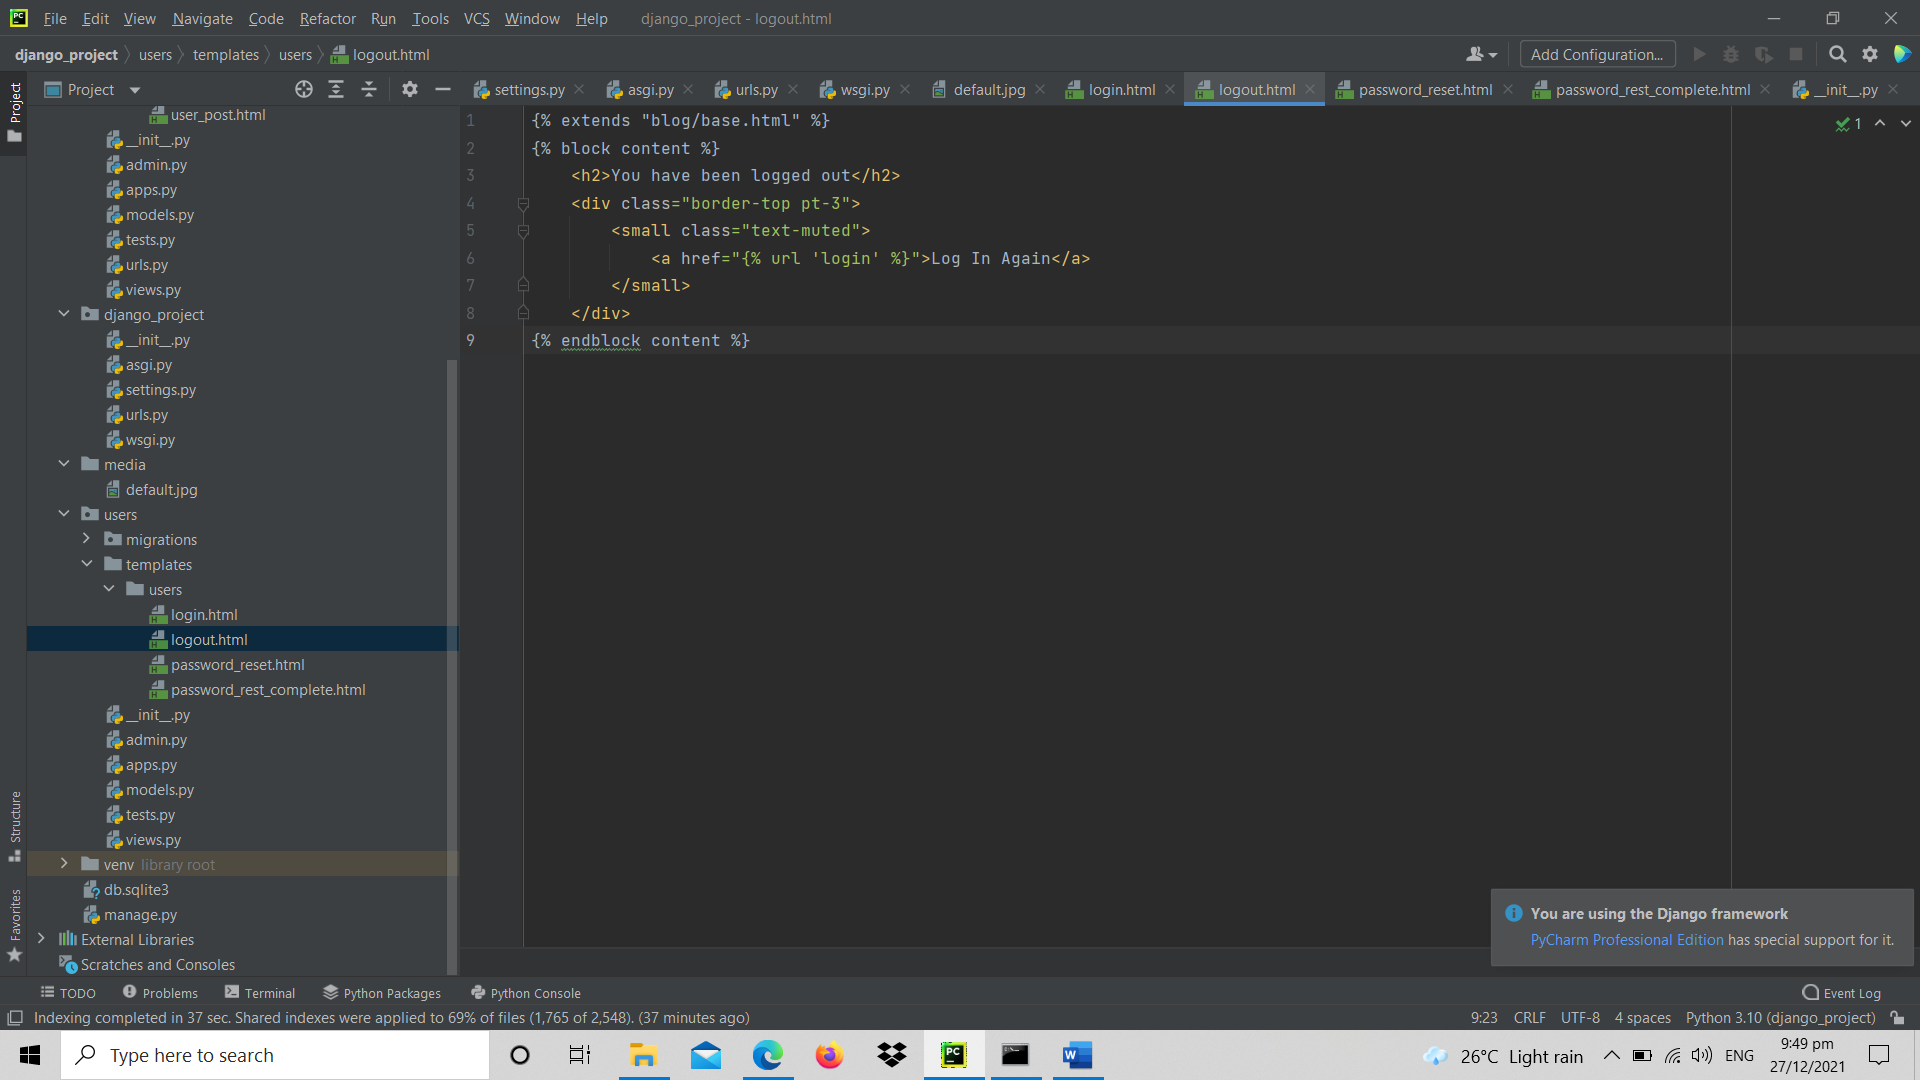 PC File Edit View Navigate Code Refactor Run Tools VCS Window Help django_project - logout.html
django_project users templates users logout.html Add Configuration...
Project
Project
settings.py asgi.py urls.py wsgi.py default.jpg login.html logout.html password_reset.html password_rest_complete.html __init__.py
user_post.html
__init__.py
admin.py
apps.py
models.py
tests.py
urls.py
views.py
django_project
__init__.py
asgi.py
settings.py
urls.py
wsgi.py
media
default.jpg
users
migrations
templates
users
login.html
logout.html
password_reset.html
password_rest_complete.html
__init__.py
admin.py
apps.py
models.py
tests.py
views.py
venv library root
db.sqlite3
manage.py
External Libraries
Scratches and Consoles
Structure
Favorites
1 {% extends "blog/base.html" %}
2 {% block content %}
3 <h2>You have been logged out</h2>
4 <div class="border-top pt-3">
5 <small class="text-muted">
6 <a href="{% url 'login' %}">Log In Again</a>
7 </small>
8 </div>
9 {% endblock content %}
1
You are using the Django framework
PyCharm Professional Edition has special support for it.
TODO Problems Terminal Python Packages Python Console Event Log
Indexing completed in 37 sec. Shared indexes were applied to 69% of files (1,765 of 2,548). (37 minutes ago) 9:23 CRLF UTF-8 4 spaces Python 3.10 (django_project)
Type here to search
PC
W
26°C Light rain ENG
9:49 pm
27/12/2021